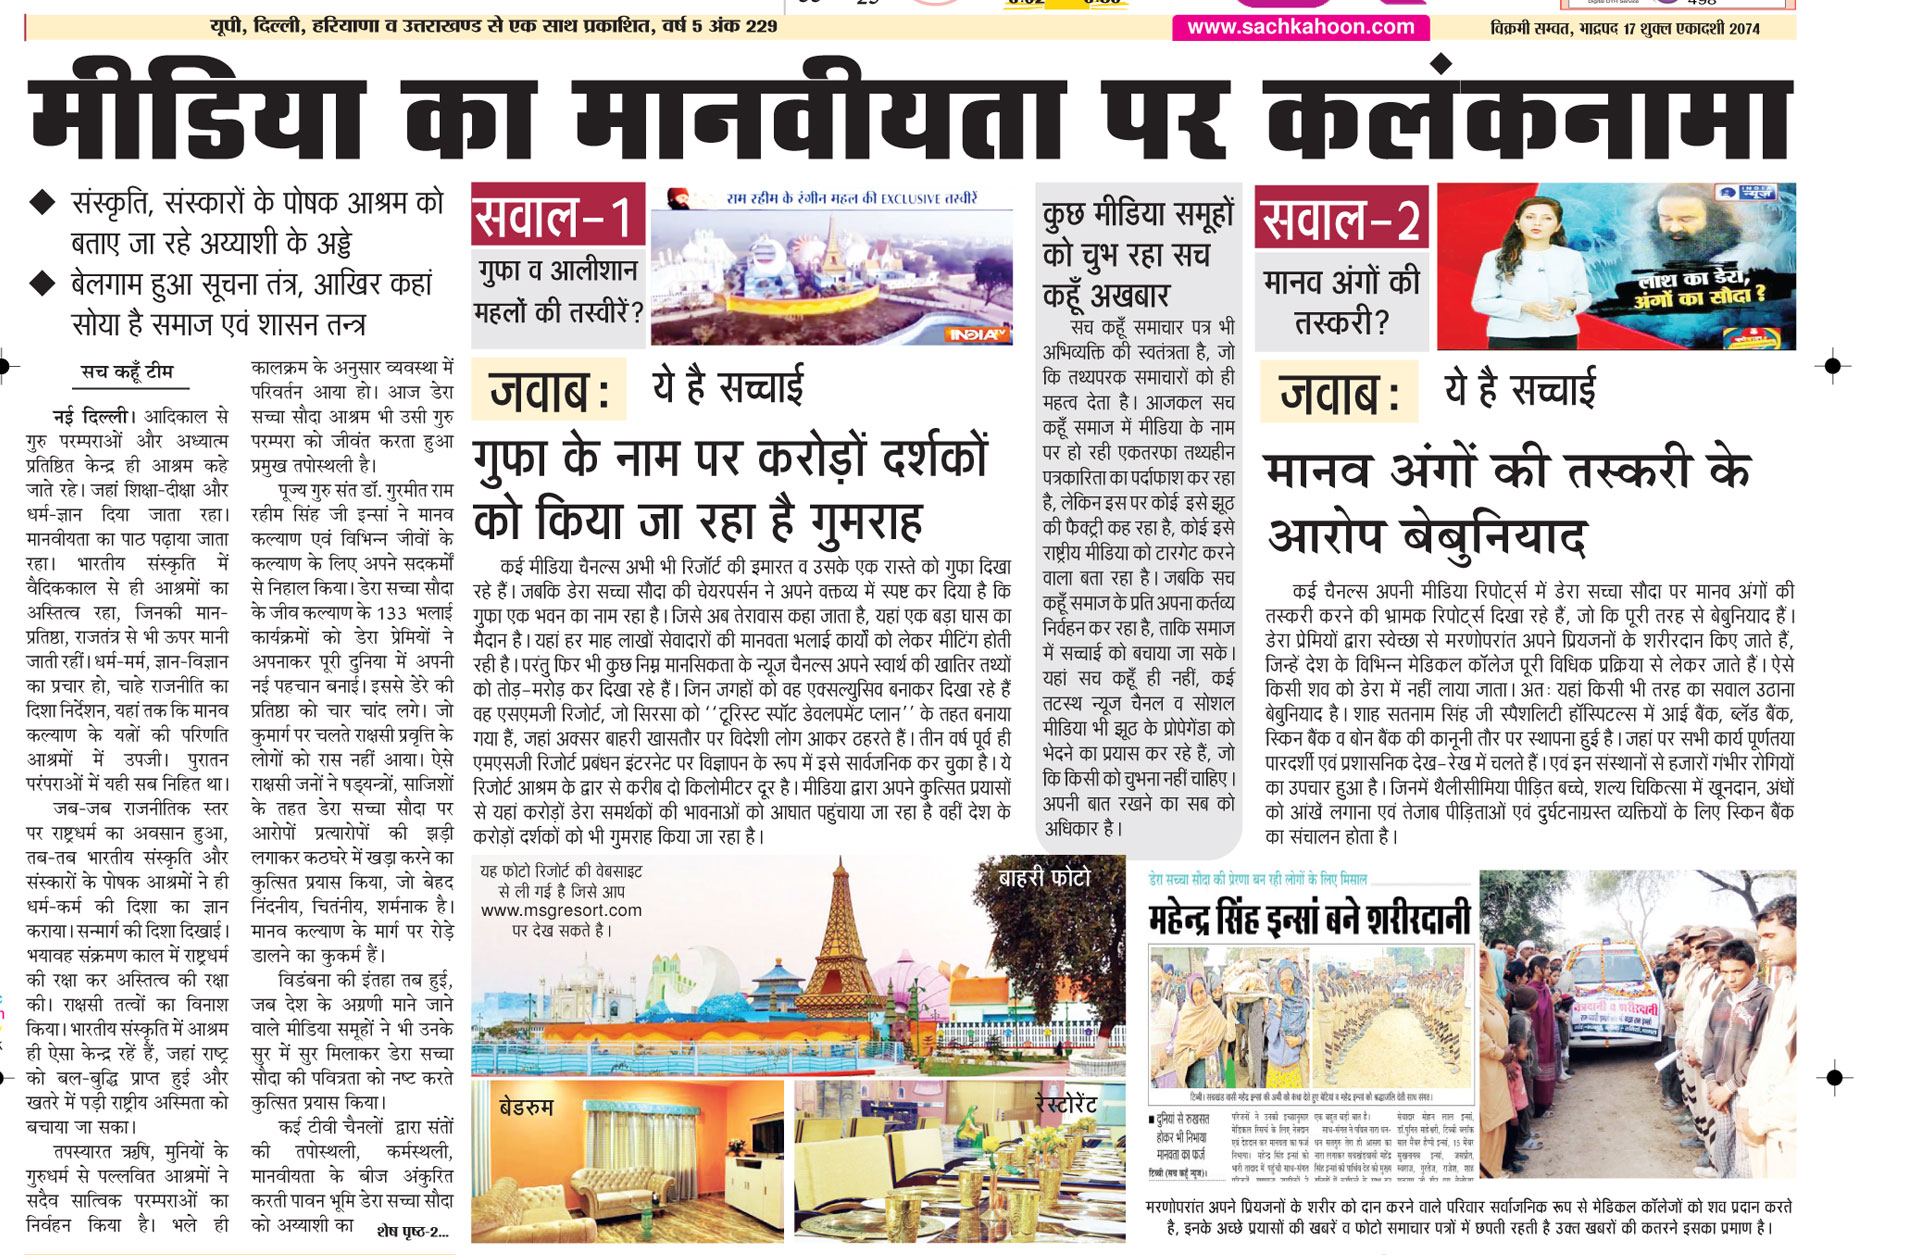 यूपी, दिल्ली, हरियाणा व उत्तराखण्ड से एक साथ प्रकाशित, वर्ष 5 अंक 229
www.sachkahoon.com
विक्रमी सम्वत, भाद्रपद 17 शुक्ल एकादशी 2074
मीडिया का मानवीयता पर कलंकनामा
◆ संस्कृति, संस्कारों के पोषक आश्रम को
बताए जा रहे अय्याशी के अड्डे
◆ बेलगाम हुआ सूचना तंत्र, आखिर कहां
सोया है समाज एवं शासन तन्त्र
सच कहूँ टीम
नई दिल्ली। आदिकाल से
गुरु परम्पराओं और अध्यात्म
प्रतिष्ठित केन्द्र ही आश्रम कहे
जाते रहे। जहां शिक्षा-दीक्षा और
धर्म-ज्ञान दिया जाता रहा।
मानवीयता का पाठ पढ़ाया जाता
रहा। भारतीय संस्कृति में
वैदिककाल से ही आश्रमों का
अस्तित्व रहा, जिनकी मान-
प्रतिष्ठा, राजतंत्र से भी ऊपर मानी
जाती रहीं। धर्म-मर्म, ज्ञान-विज्ञान
का प्रचार हो, चाहे राजनीति का
दिशा निर्देशन, यहां तक कि मानव
कल्याण के यत्नों की परिणति
आश्रमों में उपजी। पुरातन
परंपराओं में यही सब निहित था।
जब-जब राजनीतिक स्तर
पर राष्ट्रधर्म का अवसान हुआ,
तब-तब भारतीय संस्कृति और
संस्कारों के पोषक आश्रमों ने ही
धर्म-कर्म की दिशा का ज्ञान
कराया। सन्मार्ग की दिशा दिखाई।
भयावह संक्रमण काल में राष्ट्रधर्म
की रक्षा कर अस्तित्व की रक्षा
की। राक्षसी तत्वों का विनाश
किया। भारतीय संस्कृति में आश्रम
ही ऐसा केन्द्र रहें हैं, जहां राष्ट्र
को बल-बुद्धि प्राप्त हुई और
खतरे में पड़ी राष्ट्रीय अस्मिता को
बचाया जा सका।
तपस्यारत ऋषि, मुनियों के
गुरुधर्म से पल्लवित आश्रमों ने
सदैव सात्विक परम्पराओं का
निर्वहन किया है। भले ही
कालक्रम के अनुसार व्यवस्था में
परिवर्तन आया हो। आज डेरा
सच्चा सौदा आश्रम भी उसी गुरु
परम्परा को जीवंत करता हुआ
प्रमुख तपोस्थली है।
पूज्य गुरु संत डॉ. गुरमीत राम
रहीम सिंह जी इन्सां ने मानव
कल्याण एवं विभिन्न जीवों के
कल्याण के लिए अपने सदकर्मों
से निहाल किया। डेरा सच्चा सौदा
के जीव कल्याण के 133 भलाई
कार्यक्रमों को डेरा प्रेमियों ने
अपनाकर पूरी दुनिया में अपनी
नई पहचान बनाई। इससे डेरे की
प्रतिष्ठा को चार चांद लगे। जो
कुमार्ग पर चलते राक्षसी प्रवृत्ति के
लोगों को रास नहीं आया। ऐसे
राक्षसी जनों ने षड्यन्त्रों, साजिशों
के तहत डेरा सच्चा सौदा पर
आरोपों प्रत्यारोपों की झड़ी
लगाकर कठघरे में खड़ा करने का
कुत्सित प्रयास किया, जो बेहद
निंदनीय, चिंतनीय, शर्मनाक है।
मानव कल्याण के मार्ग पर रोड़े
डालने का कुकर्म हैं।
विडंबना की इंतहा तब हुई,
जब देश के अग्रणी माने जाने
वाले मीडिया समूहों ने भी उनके
सुर में सुर मिलाकर डेरा सच्चा
सौदा की पवित्रता को नष्ट करते
कुत्सित प्रयास किया।
कई टीवी चैनलों द्वारा संतों
की तपोस्थली, कर्मस्थली,
मानवीयता के बीज अंकुरित
करती पावन भूमि डेरा सच्चा सौदा
को अय्याशी का शेष पृष्ठ-2...
सवाल-1
गुफा व आलीशान
महलों की तस्वीरें?
राम रहीम के रंगीन महल की EXCLUSIVE तस्वीरें
INDIA TV
जवाब: ये है सच्चाई
गुफा के नाम पर करोड़ों दर्शकों
को किया जा रहा है गुमराह
कई मीडिया चैनल्स अभी भी रिजॉर्ट की इमारत व उसके एक रास्ते को गुफा दिखा
रहे हैं। जबकि डेरा सच्चा सौदा की चेयरपर्सन ने अपने वक्तव्य में स्पष्ट कर दिया है कि
गुफा एक भवन का नाम रहा है। जिसे अब तेरावास कहा जाता है, यहां एक बड़ा घास का
मैदान है। यहां हर माह लाखों सेवादारों की मानवता भलाई कार्यों को लेकर मीटिंग होती
रही है। परंतु फिर भी कुछ निम्न मानसिकता के न्यूज चैनल्स अपने स्वार्थ की खातिर तथ्यों
को तोड़-मरोड़ कर दिखा रहे हैं। जिन जगहों को वह एक्सल्युसिव बनाकर दिखा रहे हैं
वह एसएमजी रिजोर्ट, जो सिरसा को ''टूरिस्ट स्पॉट डेवलपमेंट प्लान'' के तहत बनाया
गया हैं, जहां अक्सर बाहरी खासतौर पर विदेशी लोग आकर ठहरते हैं। तीन वर्ष पूर्व ही
एमएसजी रिजोर्ट प्रबंधन इंटरनेट पर विज्ञापन के रूप में इसे सार्वजनिक कर चुका है। ये
रिजोर्ट आश्रम के द्वार से करीब दो किलोमीटर दूर है। मीडिया द्वारा अपने कुत्सित प्रयासों
से यहां करोड़ों डेरा समर्थकों की भावनाओं को आघात पहुंचाया जा रहा है वहीं देश के
करोड़ों दर्शकों को भी गुमराह किया जा रहा है।
यह फोटो रिजोर्ट की वेबसाइट
से ली गई है जिसे आप
www.msgresort.com
पर देख सकते है।
बाहरी फोटो
बेडरुम
रेस्टोरेंट
कुछ मीडिया समूहों
को चुभ रहा सच
कहूँ अखबार
सच कहूँ समाचार पत्र भी
अभिव्यक्ति की स्वतंत्रता है, जो
कि तथ्यपरक समाचारों को ही
महत्व देता है। आजकल सच
कहूँ समाज में मीडिया के नाम
पर हो रही एकतरफा तथ्यहीन
पत्रकारिता का पर्दाफाश कर रहा
है, लेकिन इस पर कोई इसे झूठ
की फैक्ट्री कह रहा है, कोई इसे
राष्ट्रीय मीडिया को टारगेट करने
वाला बता रहा है। जबकि सच
कहूँ समाज के प्रति अपना कर्तव्य
निर्वहन कर रहा है, ताकि समाज
में सच्चाई को बचाया जा सके।
यहां सच कहूँ ही नहीं, कई
तटस्थ न्यूज चैनल व सोशल
मीडिया भी झूठ के प्रोपेगेंडा को
भेदने का प्रयास कर रहे हैं, जो
कि किसी को चुभना नहीं चाहिए।
अपनी बात रखने का सब को
अधिकार है।
सवाल-2
मानव अंगों की
तस्करी?
INDIA न्यूज
लाश का डेरा,
अंगों का सौदा?
जवाब: ये है सच्चाई
मानव अंगों की तस्करी के
आरोप बेबुनियाद
कई चैनल्स अपनी मीडिया रिपोर्ट्स में डेरा सच्चा सौदा पर मानव अंगों की
तस्करी करने की भ्रामक रिपोर्ट्स दिखा रहे हैं, जो कि पूरी तरह से बेबुनियाद हैं।
डेरा प्रेमियों द्वारा स्वेच्छा से मरणोपरांत अपने प्रियजनों के शरीरदान किए जाते हैं,
जिन्हें देश के विभिन्न मेडिकल कॉलेज पूरी विधिक प्रक्रिया से लेकर जाते हैं। ऐसे
किसी शव को डेरा में नहीं लाया जाता। अतः यहां किसी भी तरह का सवाल उठाना
बेबुनियाद है। शाह सतनाम सिंह जी स्पैशलिटी हॉस्पिटल्स में आई बैंक, ब्लॅड बैंक,
स्किन बैंक व बोन बैंक की कानूनी तौर पर स्थापना हुई है। जहां पर सभी कार्य पूर्णतया
पारदर्शी एवं प्रशासनिक देख-रेख में चलते हैं। एवं इन संस्थानों से हजारों गंभीर रोगियों
का उपचार हुआ है। जिनमें थैलीसीमिया पीड़ित बच्चे, शल्य चिकित्सा में खूनदान, अंधों
को आंखें लगाना एवं तेजाब पीड़िताओं एवं दुर्घटनाग्रस्त व्यक्तियों के लिए स्किन बैंक
का संचालन होता है।
डेरा सच्चा सौदा की प्रेरणा बन रही लोगों के लिए मिसाल
महेन्द्र सिंह इन्सां बने शरीरदानी
■ दुनियां से रुखसत
होकर भी निभाया
मानवता का फर्ज
टिब्बी (सच कहूँ न्यूज)।
मरणोपरांत अपने प्रियजनों के शरीर को दान करने वाले परिवार सर्वाजनिक रूप से मेडिकल कॉलेजों को शव प्रदान करते
है, इनके अच्छे प्रयासों की खबरें व फोटो समाचार पत्रों में छपती रहती है उक्त खबरों की कतरने इसका प्रमाण है।